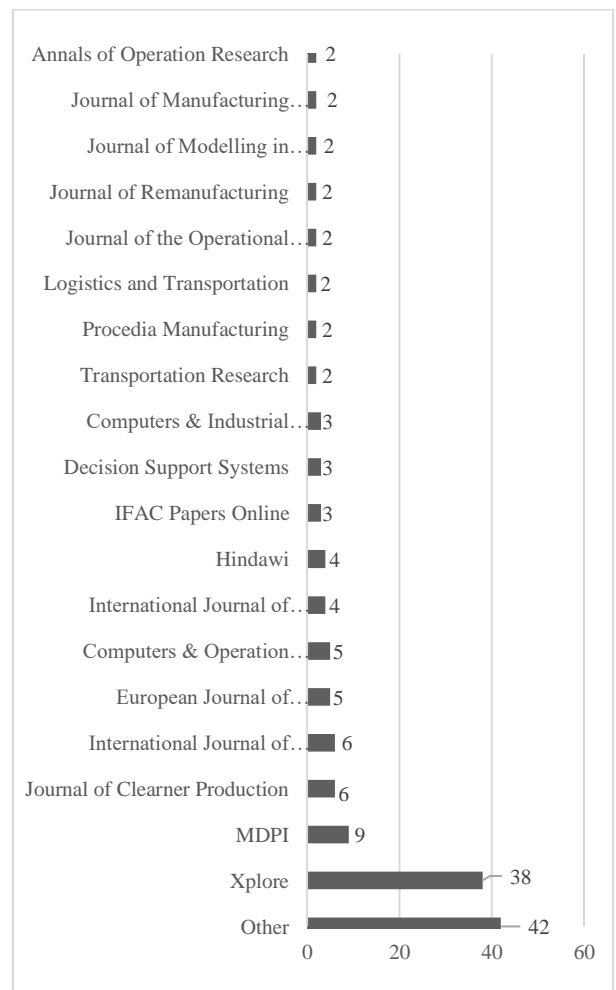 Annals of Operation Research 2
Journal of Manufacturing… 2
Journal of Modelling in… 2
Journal of Remanufacturing 2
Journal of the Operational… 2
Logistics and Transportation 2
Procedia Manufacturing 2
Transportation Research 2
Computers & Industrial… 3
Decision Support Systems 3
IFAC Papers Online 3
Hindawi 4
International Journal of… 4
Computers & Operation… 5
European Journal of… 5
International Journal of… 6
Journal of Clearner Production 6
MDPI 9
Xplore 38
Other 42
0 20 40 60